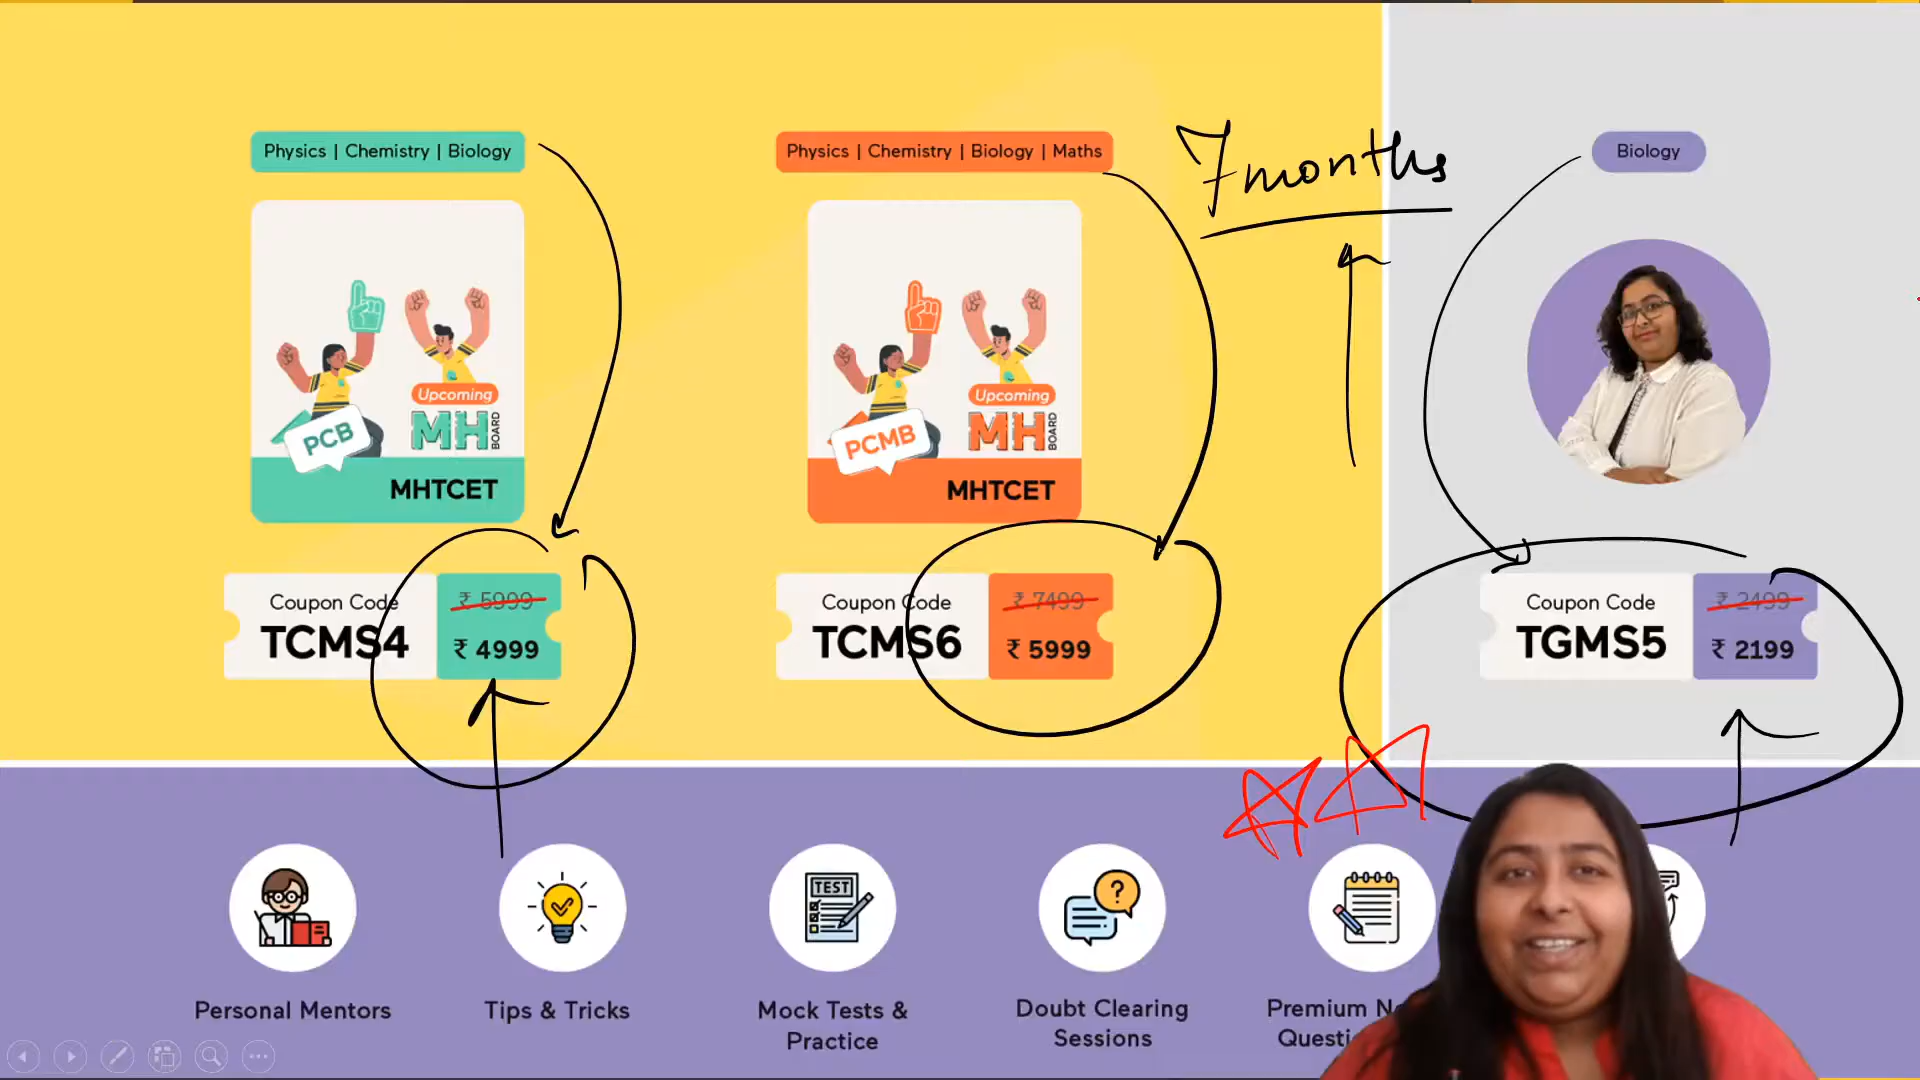 Physics | Chemistry | Biology
Upcoming
MH
BOARD
PCB
MHTCET
Coupon Code
TCMS4
₹ 5999
₹ 4999
Physics | Chemistry | Biology | Maths
Upcoming
MH
BOARD
PCMB
MHTCET
Coupon Code
TCMS6
₹ 7499
₹ 5999
7 months
Biology
Coupon Code
TGMS5
₹ 2499
₹ 2199
Personal Mentors
Tips & Tricks
TEST
Mock Tests &
Practice
?
Doubt Clearing
Sessions
Premium